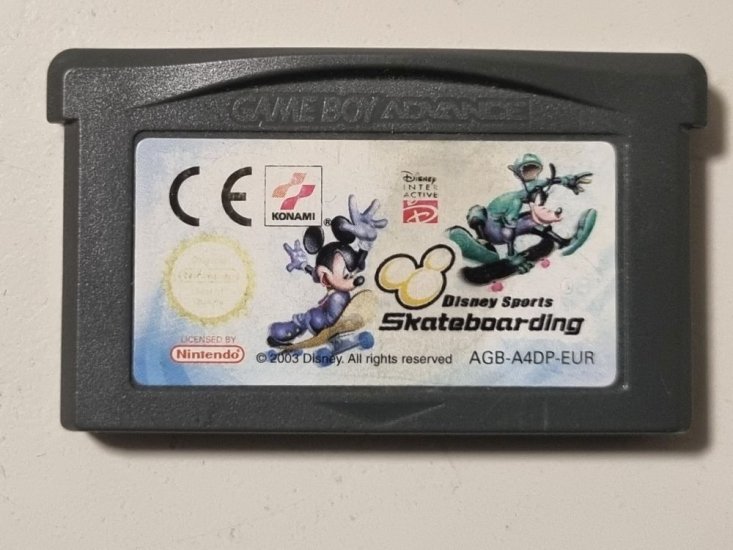 GAME BOY ADVANCE
CE
KONAMI
®
DISNEY
INTER
ACTIVE
Disney Sports
Skateboarding
LICENSED BY
Nintendo
© 2003 Disney. All rights reserved
AGB-A4DP-EUR